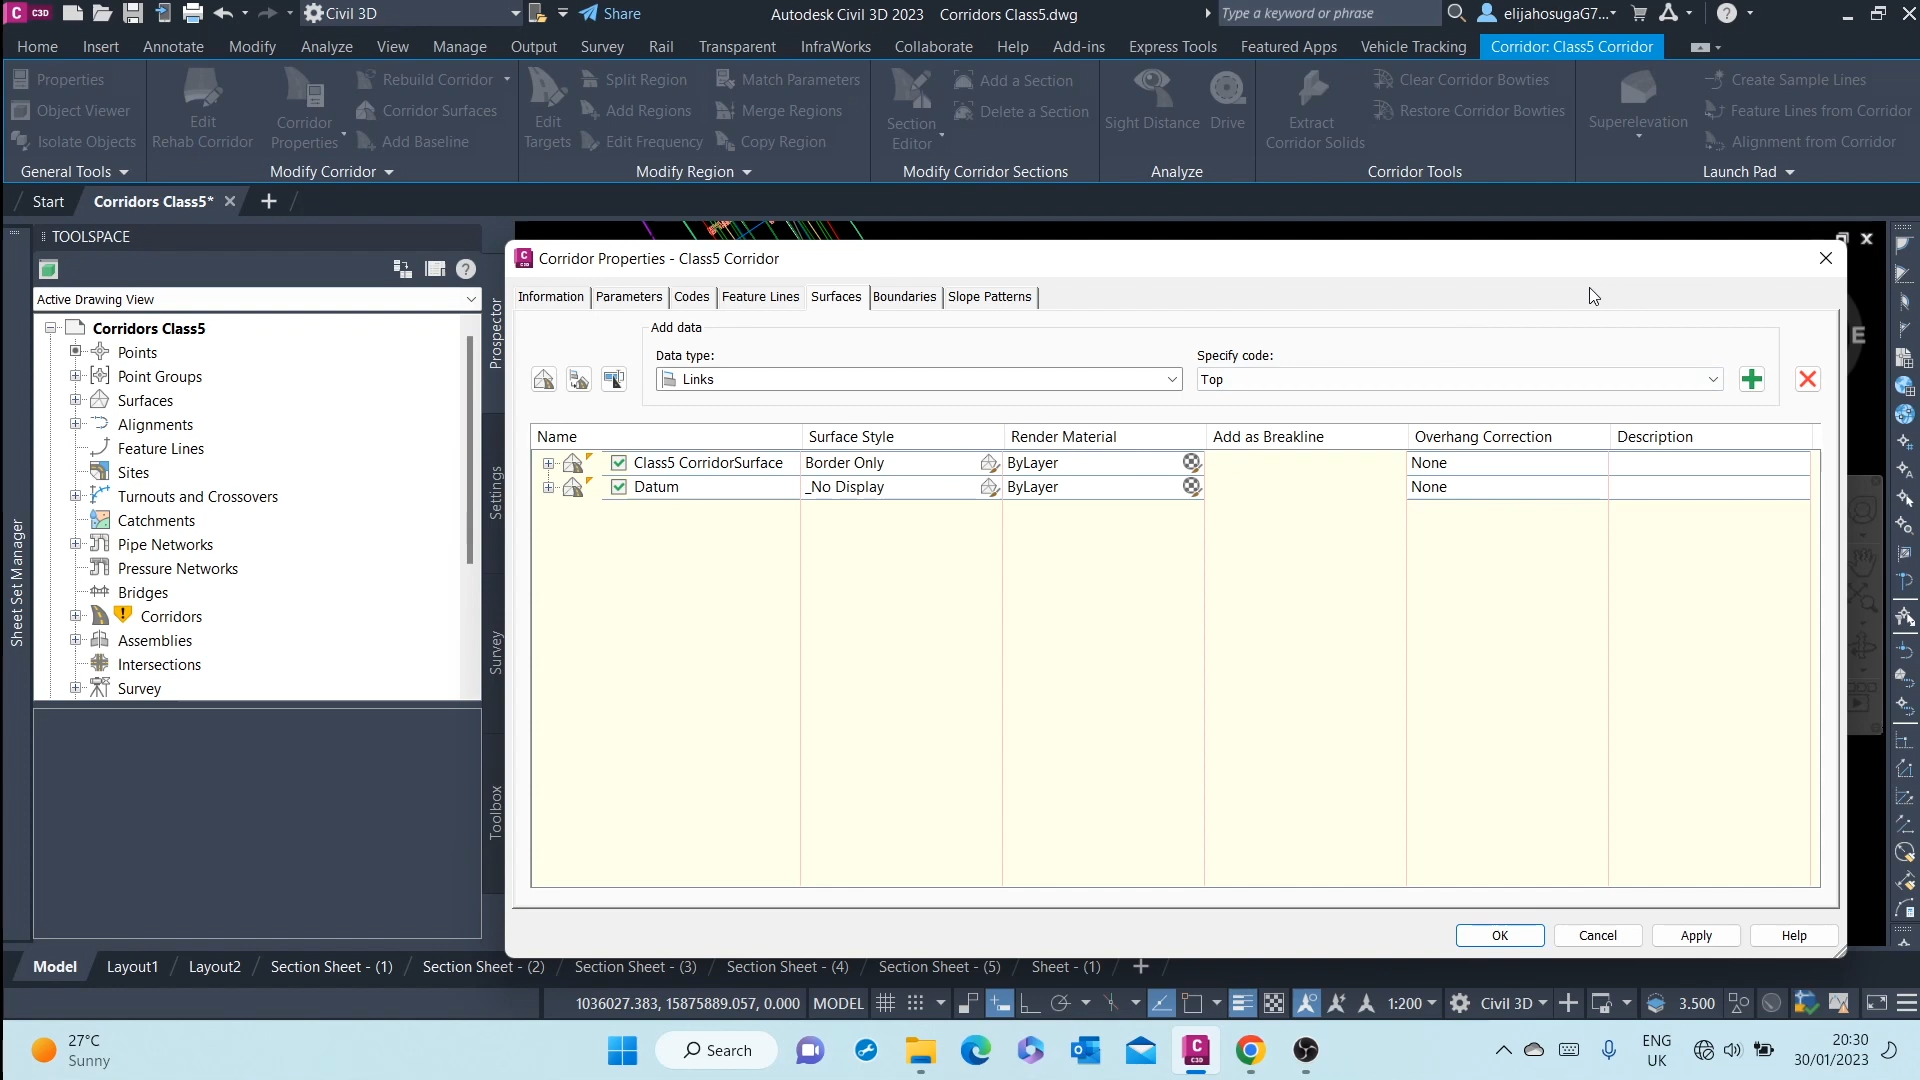 C3D
Civil 3D
Share
Autodesk Civil 3D 2023
Corridors Class5.dwg
Type a keyword or phrase
elijahosugaG7...
Home
Insert
Annotate
Modify
Analyze
View
Manage
Output
Survey
Rail
Transparent
InfraWorks
Collaborate
Help
Add-ins
Express Tools
Featured Apps
Vehicle Tracking
Corridor: Class5 Corridor
Properties
Object Viewer
Isolate Objects
General Tools
Edit
Rehab Corridor
Corridor
Properties
Rebuild Corridor
Corridor Surfaces
Add Baseline
Modify Corridor
Edit
Targets
Split Region
Add Regions
Edit Frequency
Match Parameters
Merge Regions
Copy Region
Modify Region
Section
Editor
Add a Section
Delete a Section
Modify Corridor Sections
Sight Distance
Drive
Analyze
Extract
Corridor Solids
Clear Corridor Bowties
Restore Corridor Bowties
Corridor Tools
Superelevation
Create Sample Lines
Feature Lines from Corridor
Alignment from Corridor
Launch Pad
Start
Corridors Class5*
TOOLSPACE
Active Drawing View
Corridors Class5
Points
Point Groups
Surfaces
Alignments
Feature Lines
Sites
Turnouts and Crossovers
Catchments
Pipe Networks
Pressure Networks
Bridges
Corridors
Assemblies
Intersections
Survey
Prospector
Settings
Survey
Toolbox
Sheet Set Manager
E
Corridor Properties - Class5 Corridor
Information
Parameters
Codes
Feature Lines
Surfaces
Boundaries
Slope Patterns
Add data
Data type:
Links
Specify code:
Top
Name
Surface Style
Render Material
Add as Breakline
Overhang Correction
Description
Class5 CorridorSurface
Border Only
ByLayer
None
Datum
_No Display
ByLayer
None
OK
Cancel
Apply
Help
Model
Layout1
Layout2
Section Sheet - (1)
Section Sheet - (2)
Section Sheet - (3)
Section Sheet - (4)
Section Sheet - (5)
Sheet - (1)
1036027.383, 15875889.057, 0.000
MODEL
1:200
Civil 3D
3.500
27°C
Sunny
Search
C3D
ENG
UK
20:30
30/01/2023